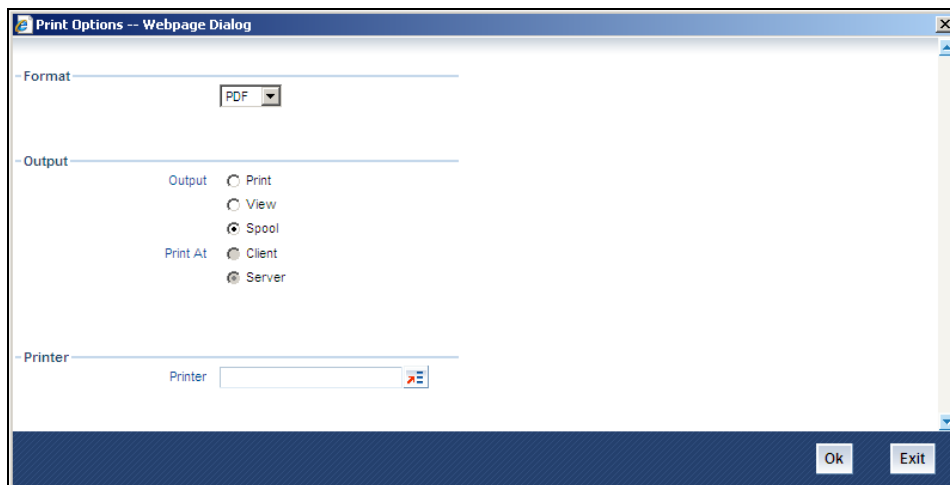 Print Options -- Webpage Dialog
Format
PDF
Output
Output Print
View
Spool
Print At Client
Server
Printer
Printer
Ok Exit